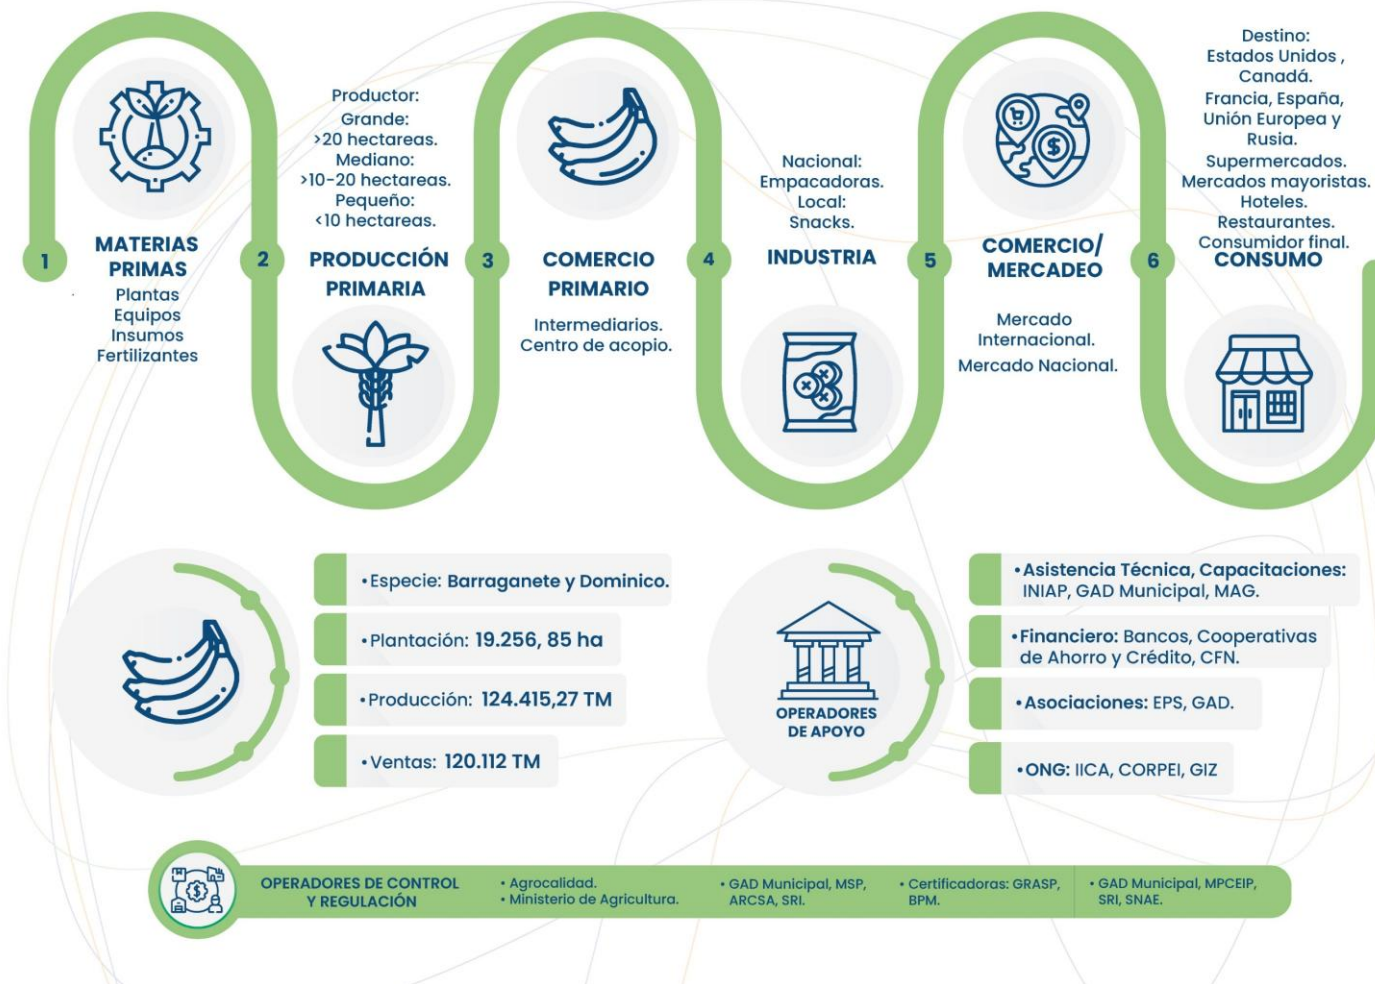 1
MATERIAS
PRIMAS
Plantas
Equipos
Insumos
Fertilizantes
2
Productor:
Grande:
>20 hectareas.
Mediano:
>10-20 hectareas.
Pequeño:
<10 hectareas.
PRODUCCIÓN
PRIMARIA
3
COMERCIO
PRIMARIO
Intermediarios.
Centro de acopio.
4
Nacional:
Empacadoras.
Local:
Snacks.
INDUSTRIA
5
COMERCIO/
MERCADEO
Mercado
Internacional.
Mercado Nacional.
6
Destino:
Estados Unidos ,
Canadá.
Francia, España,
Unión Europea y
Rusia.
Supermercados.
Mercados mayoristas.
Hoteles.
Restaurantes.
Consumidor final.
CONSUMO
• Especie: Barraganete y Dominico.
• Plantación: 19.256, 85 ha
• Producción: 124.415,27 TM
• Ventas: 120.112 TM
OPERADORES
DE APOYO
• Asistencia Técnica, Capacitaciones:
INIAP, GAD Municipal, MAG.
• Financiero: Bancos, Cooperativas
de Ahorro y Crédito, CFN.
• Asociaciones: EPS, GAD.
• ONG: IICA, CORPEI, GIZ
OPERADORES DE CONTROL
Y REGULACIÓN
• Agrocalidad.
• Ministerio de Agricultura.
• GAD Municipal, MSP,
ARCSA, SRI.
• Certificadoras: GRASP,
BPM.
• GAD Municipal, MPCEIP,
SRI, SNAE.